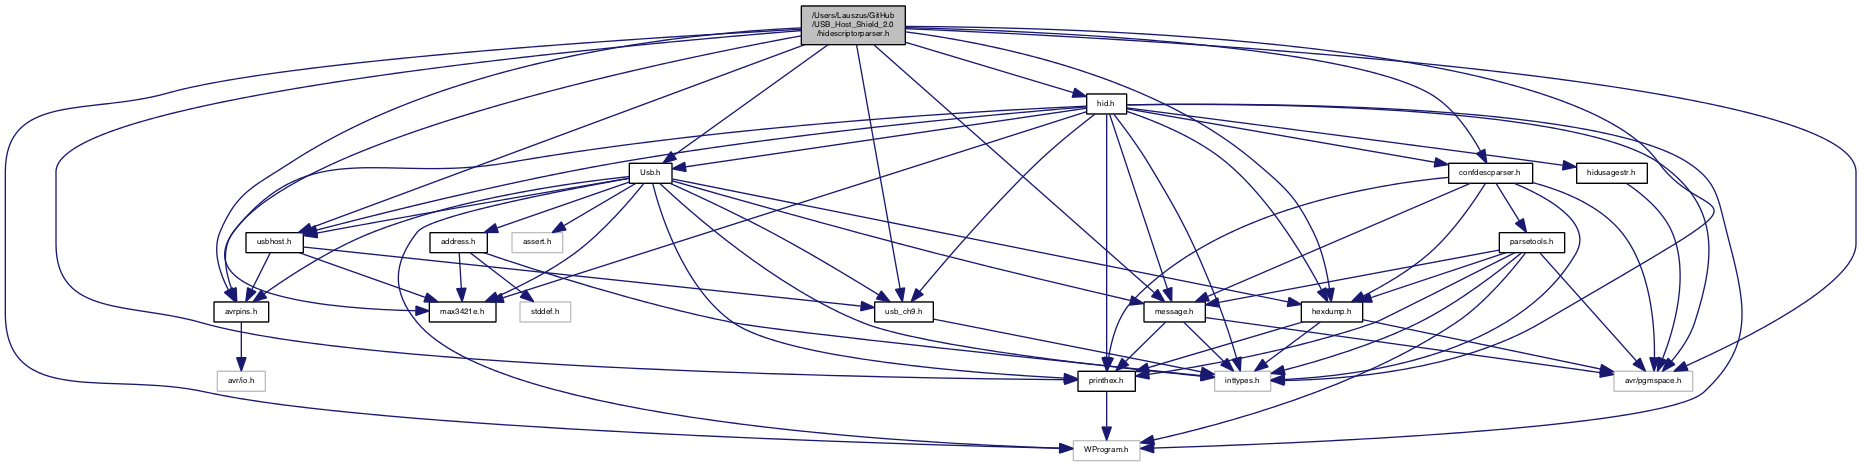 /Users/Lauszus/GitHub
/USB_Host_Shield_2.0
/hidescriptorparser.h
hid.h
Usb.h
confdescparser.h
hidusagestr.h
usbhost.h
address.h
assert.h
parsetools.h
avrpins.h
max3421e.h
stddef.h
usb_ch9.h
message.h
hexdump.h
avr/io.h
printhex.h
inttypes.h
avr/pgmspace.h
WProgram.h